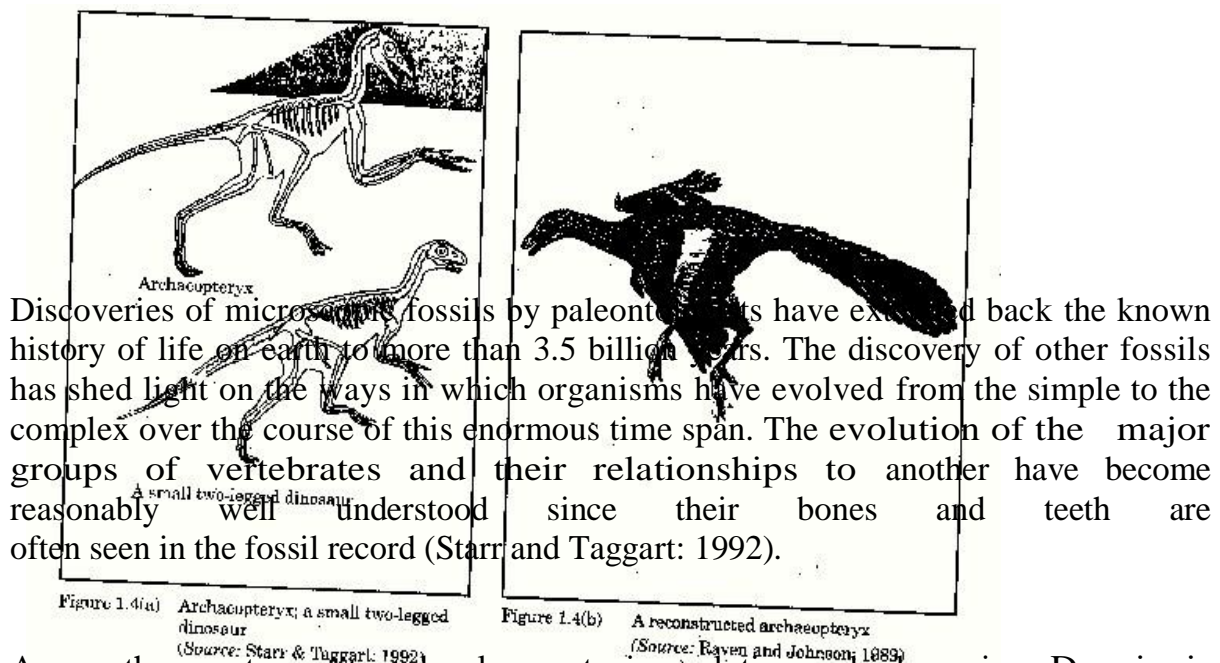 Archaeopteryx
Discoveries of microscopic fossils by paleontologists have extended back the known
history of life on earth to more than 3.5 billion years. The discovery of other fossils
has shed light on the ways in which organisms have evolved from the simple to the
complex over the course of this enormous time span. The evolution of the major
groups of vertebrates and their relationships to another have become
A small two-legged dinosaur
reasonably well understood since their bones and teeth are
often seen in the fossil record (Starr and Taggart: 1992).
Figure 1.4(a) Archaeopteryx; a small two-legged
dinosaur
(Source: Starr & Taggart: 1992)
Figure 1.4(b) A reconstructed archaeopteryx
(Source: Raven and Johnson; 1989)